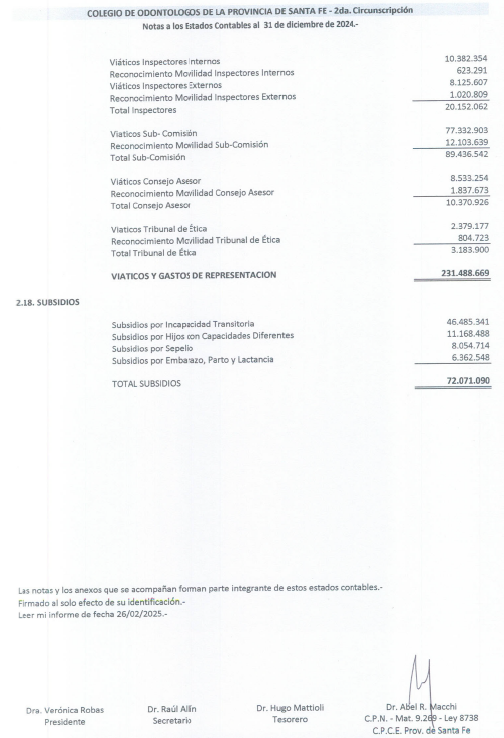 COLEGIO DE ODONTOLOGOS DE LA PROVINCIA DE SANTA FE - 2da. Circunscripción
Notas a los Estados Contables al 31 de diciembre de 2024.-
Viáticos Inspectores Internos 10.382.354
Reconocimiento Movilidad Inspectores Internos 623.291
Viáticos Inspectores Externos 8.125.607
Reconocimiento Movilidad Inspectores Externos 1.020.809
Total Inspectores 20.152.062
Viaticos Sub- Comisión 77.332.903
Reconocimiento Movilidad Sub-Comisión 12.103.639
Total Sub-Comisión 89.436.542
Viáticos Consejo Asesor 8.533.254
Reconocimiento Movilidad Consejo Asesor 1.837.673
Total Consejo Asesor 10.370.926
Viaticos Tribunal de Ética 2.379.177
Reconocimiento Movilidad Tribunal de Ética 804.723
Total Tribunal de Ética 3.183.900
VIATICOS Y GASTOS DE REPRESENTACION 231.488.669
2.18. SUBSIDIOS
Subsidios por Incapacidad Transitoria 46.485.341
Subsidios por Hijos con Capacidades Diferentes 11.168.488
Subsidios por Sepelio 8.054.714
Subsidios por Embarazo, Parto y Lactancia 6.362.548
TOTAL SUBSIDIOS 72.071.090
Las notas y los anexos que se acompañan forman parte integrante de estos estados contables.-
Firmado al solo efecto de su identificación.-
Leer mi informe de fecha 26/02/2025.-
Dra. Verónica Robas Dr. Raúl Allín Dr. Hugo Mattioli Dr. Abel R. Macchi
Presidente Secretario Tesorero C.P.N. - Mat. 9.269 - Ley 8738
C.P.C.E. Prov. de Santa Fe